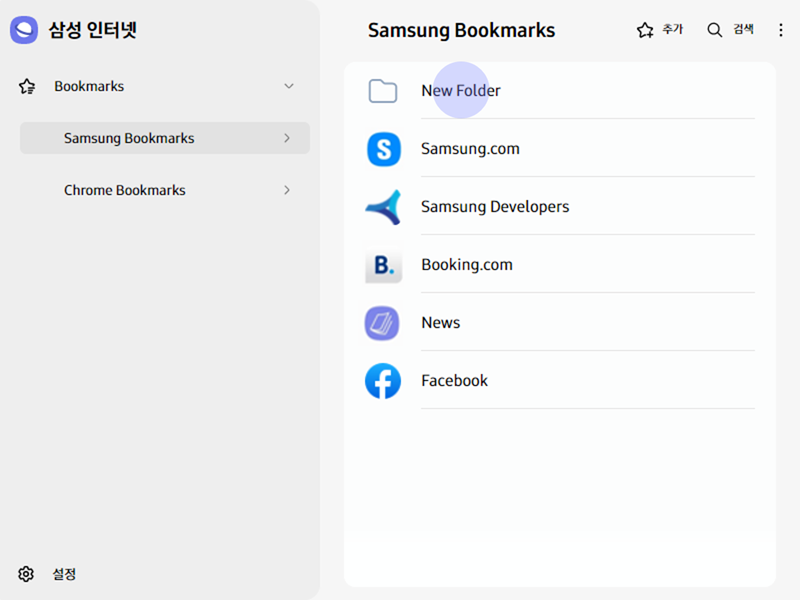 삼성 인터넷
Bookmarks
Samsung Bookmarks
Chrome Bookmarks
설정
Samsung Bookmarks
추가
검색
New Folder
S
Samsung.com
Samsung Developers
B.
Booking.com
News
f
Facebook